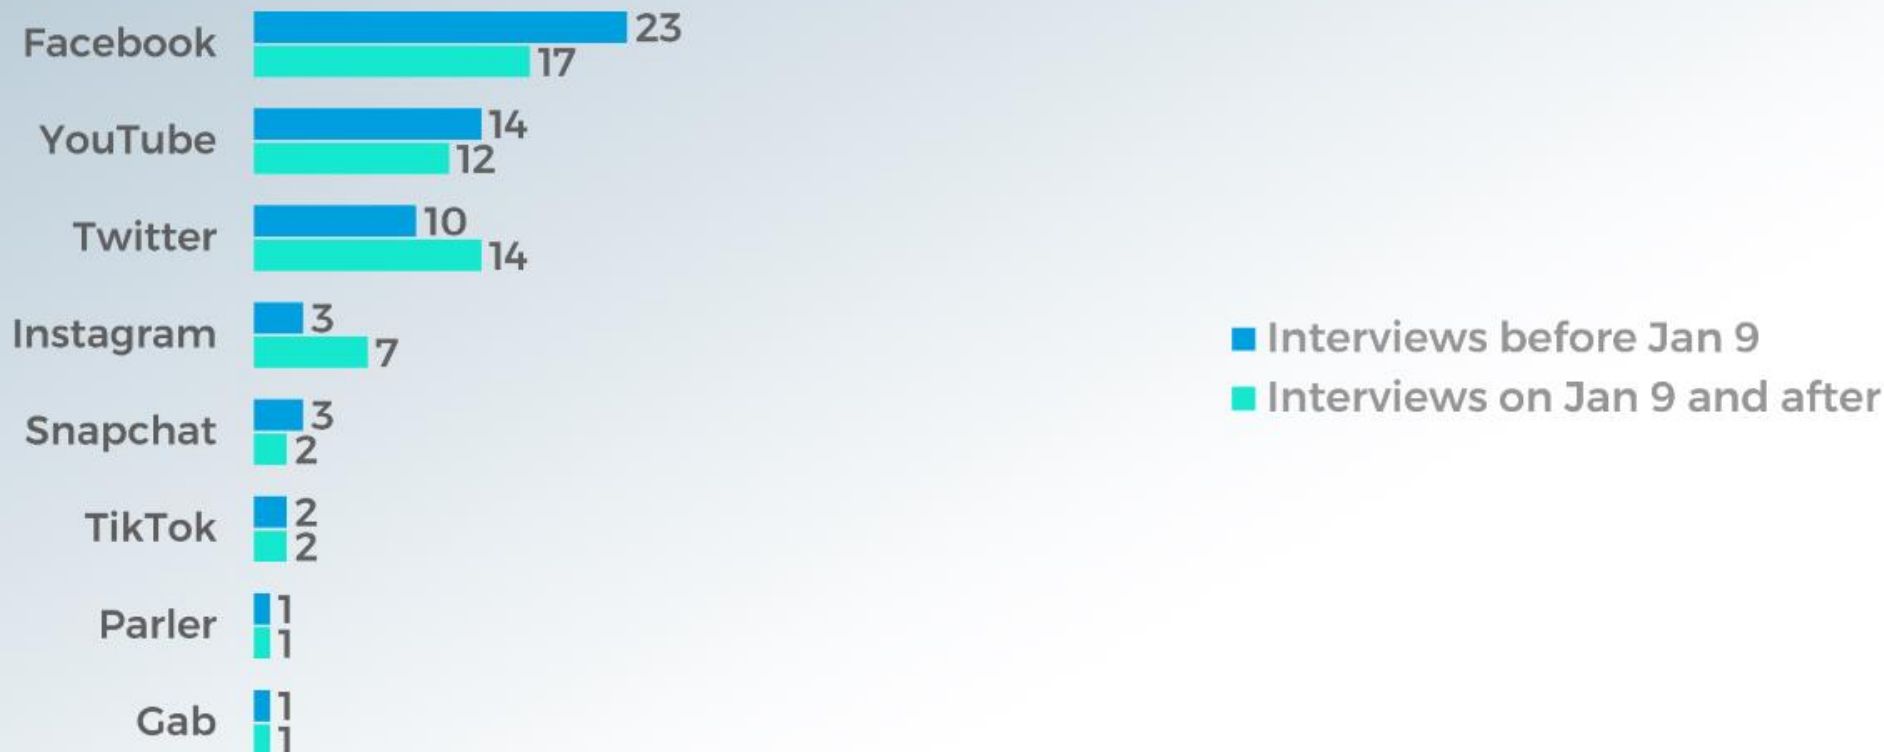 Facebook
23
17
YouTube
14
12
Twitter
10
14
Instagram
3
7
Interviews before Jan 9
Interviews on Jan 9 and after
Snapchat
3
2
TikTok
2
2
Parler
1
1
Gab
1
1